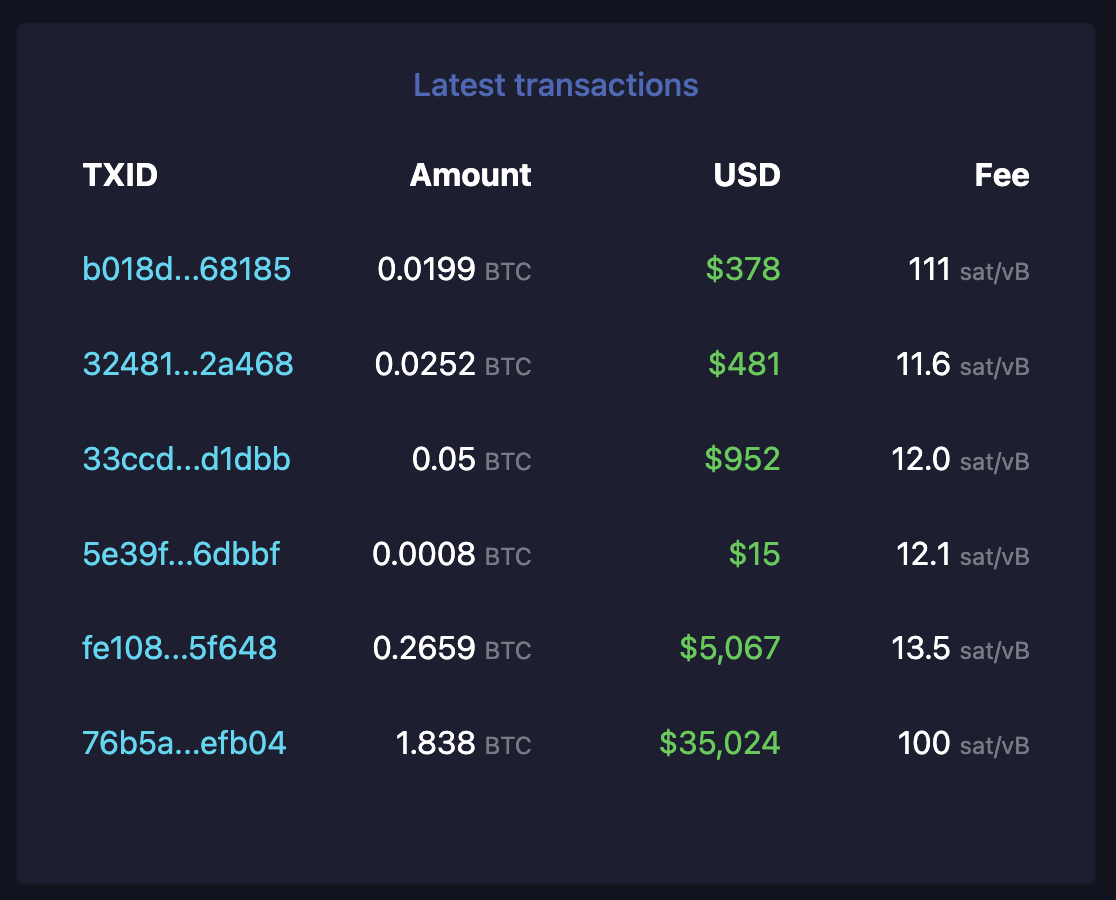 Latest transactions
TXID Amount USD Fee
b018d...68185 0.0199 BTC $378 111 sat/vB
32481...2a468 0.0252 BTC $481 11.6 sat/vB
33ccd...d1dbb 0.05 BTC $952 12.0 sat/vB
5e39f...6dbbf 0.0008 BTC $15 12.1 sat/vB
fe108...5f648 0.2659 BTC $5,067 13.5 sat/vB
76b5a...efb04 1.838 BTC $35,024 100 sat/vB